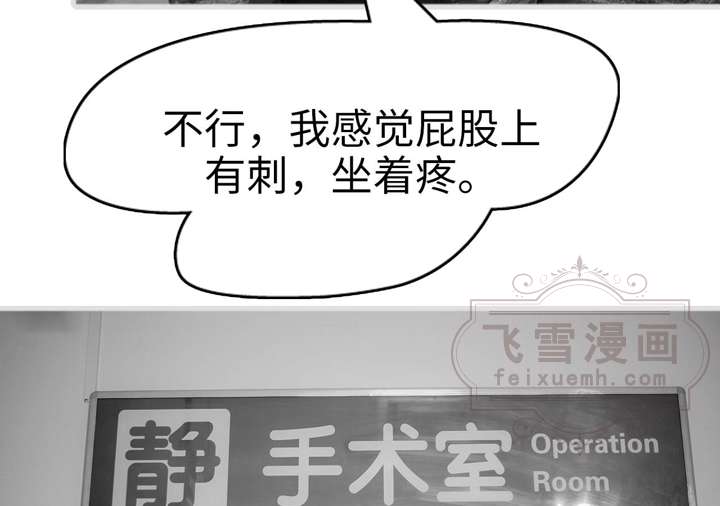 不行，我感觉屁股上
有刺，坐着疼。
飞雪漫画
feixuemh.com
静 手术室 Operation
Room